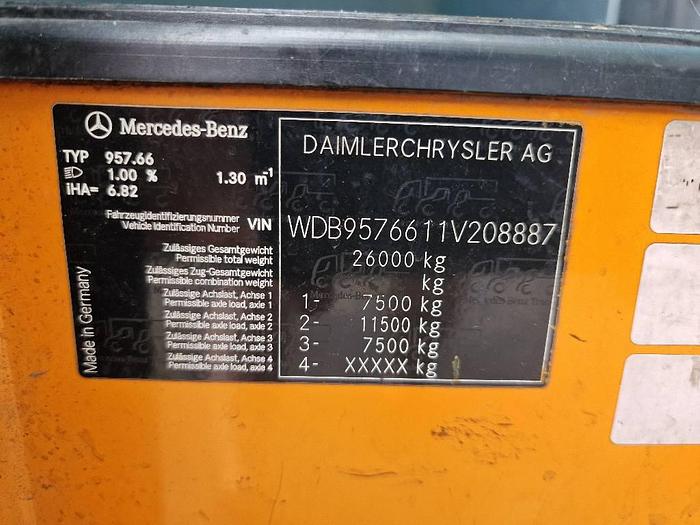 Mercedes-Benz
DAIMLERCHRYSLER AG
TYP 957.66
1.00 % 1.30 m⁻¹
iHA= 6.82
Fahrzeugidentifizierungsnummer
Vehicle Identification Number VIN WDB9576611V208887
Zulässiges Gesamtgewicht
Permissible total weight 26000 kg
Zulässiges Zug-Gesamtgewicht
Permissible combination weight kg
Zulässige Achslast, Achse 1
Permissible axle load, axle 1 1- 7500 kg
Zulässige Achslast, Achse 2
Permissible axle load, axle 2 2- 11500 kg
Zulässige Achslast, Achse 3
Permissible axle load, axle 3 3- 7500 kg
Zulässige Achslast, Achse 4
Permissible axle load, axle 4 4- XXXXX kg
Made in Germany